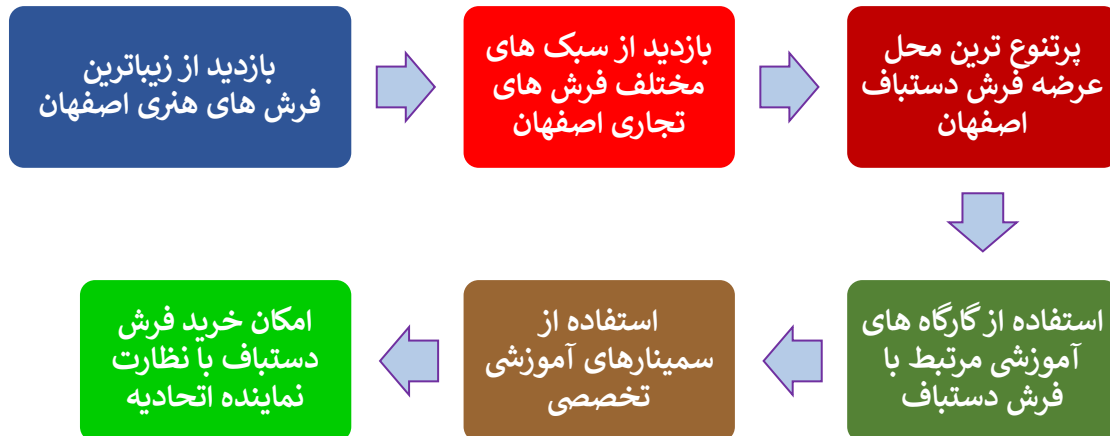 بازدید از زیباترین
فرش های هنری اصفهان
بازدید از سبک های
مختلف فرش های
تجاری اصفهان
پرتنوع ترین محل
عرضه فرش دستباف
اصفهان
استفاده از گارگاه های
آموزشی مرتبط با
فرش دستباف
استفاده از
سمینارهای آموزشی
تخصصی
امکان خرید فرش
دستباف با نظارت
نماینده اتحادیه